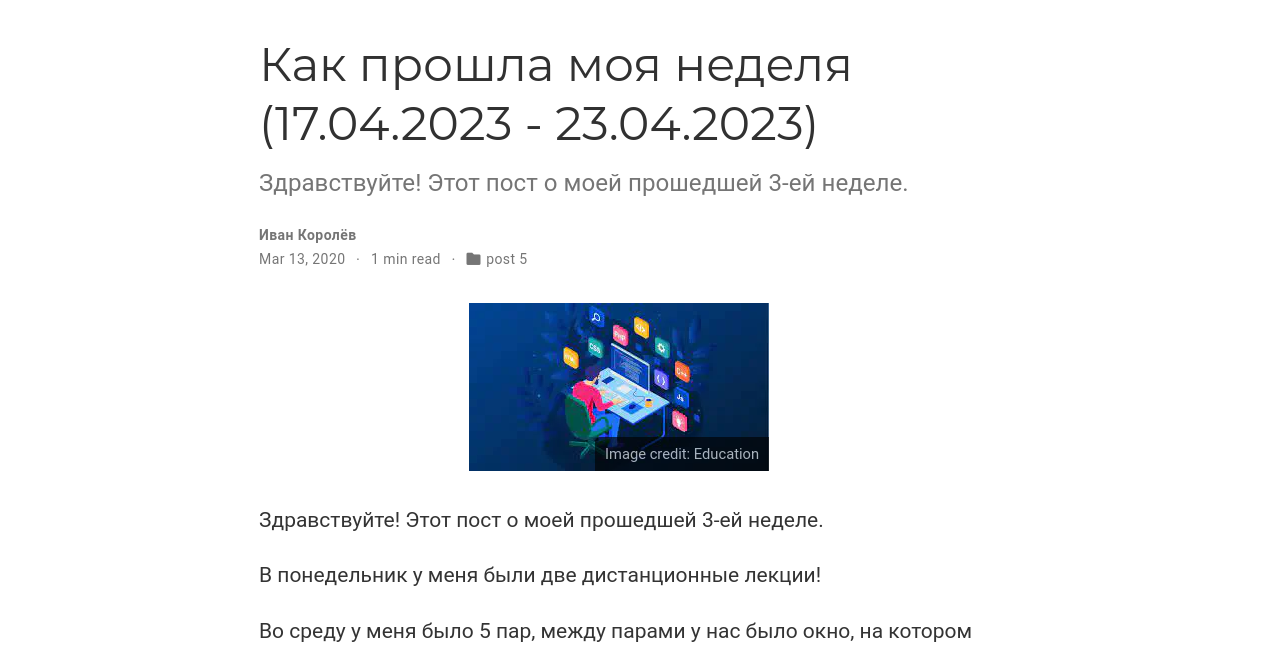 Как прошла моя неделя
(17.04.2023 - 23.04.2023)
Здравствуйте! Этот пост о моей прошедшей 3-ей неделе.
Иван Королёв
Mar 13, 2020 · 1 min read · post 5
PHP
</>
CSS
C++
{ }
Js
Image credit: Education
Здравствуйте! Этот пост о моей прошедшей 3-ей неделе.
В понедельник у меня были две дистанционные лекции!
Во среду у меня было 5 пар, между парами у нас было окно, на котором